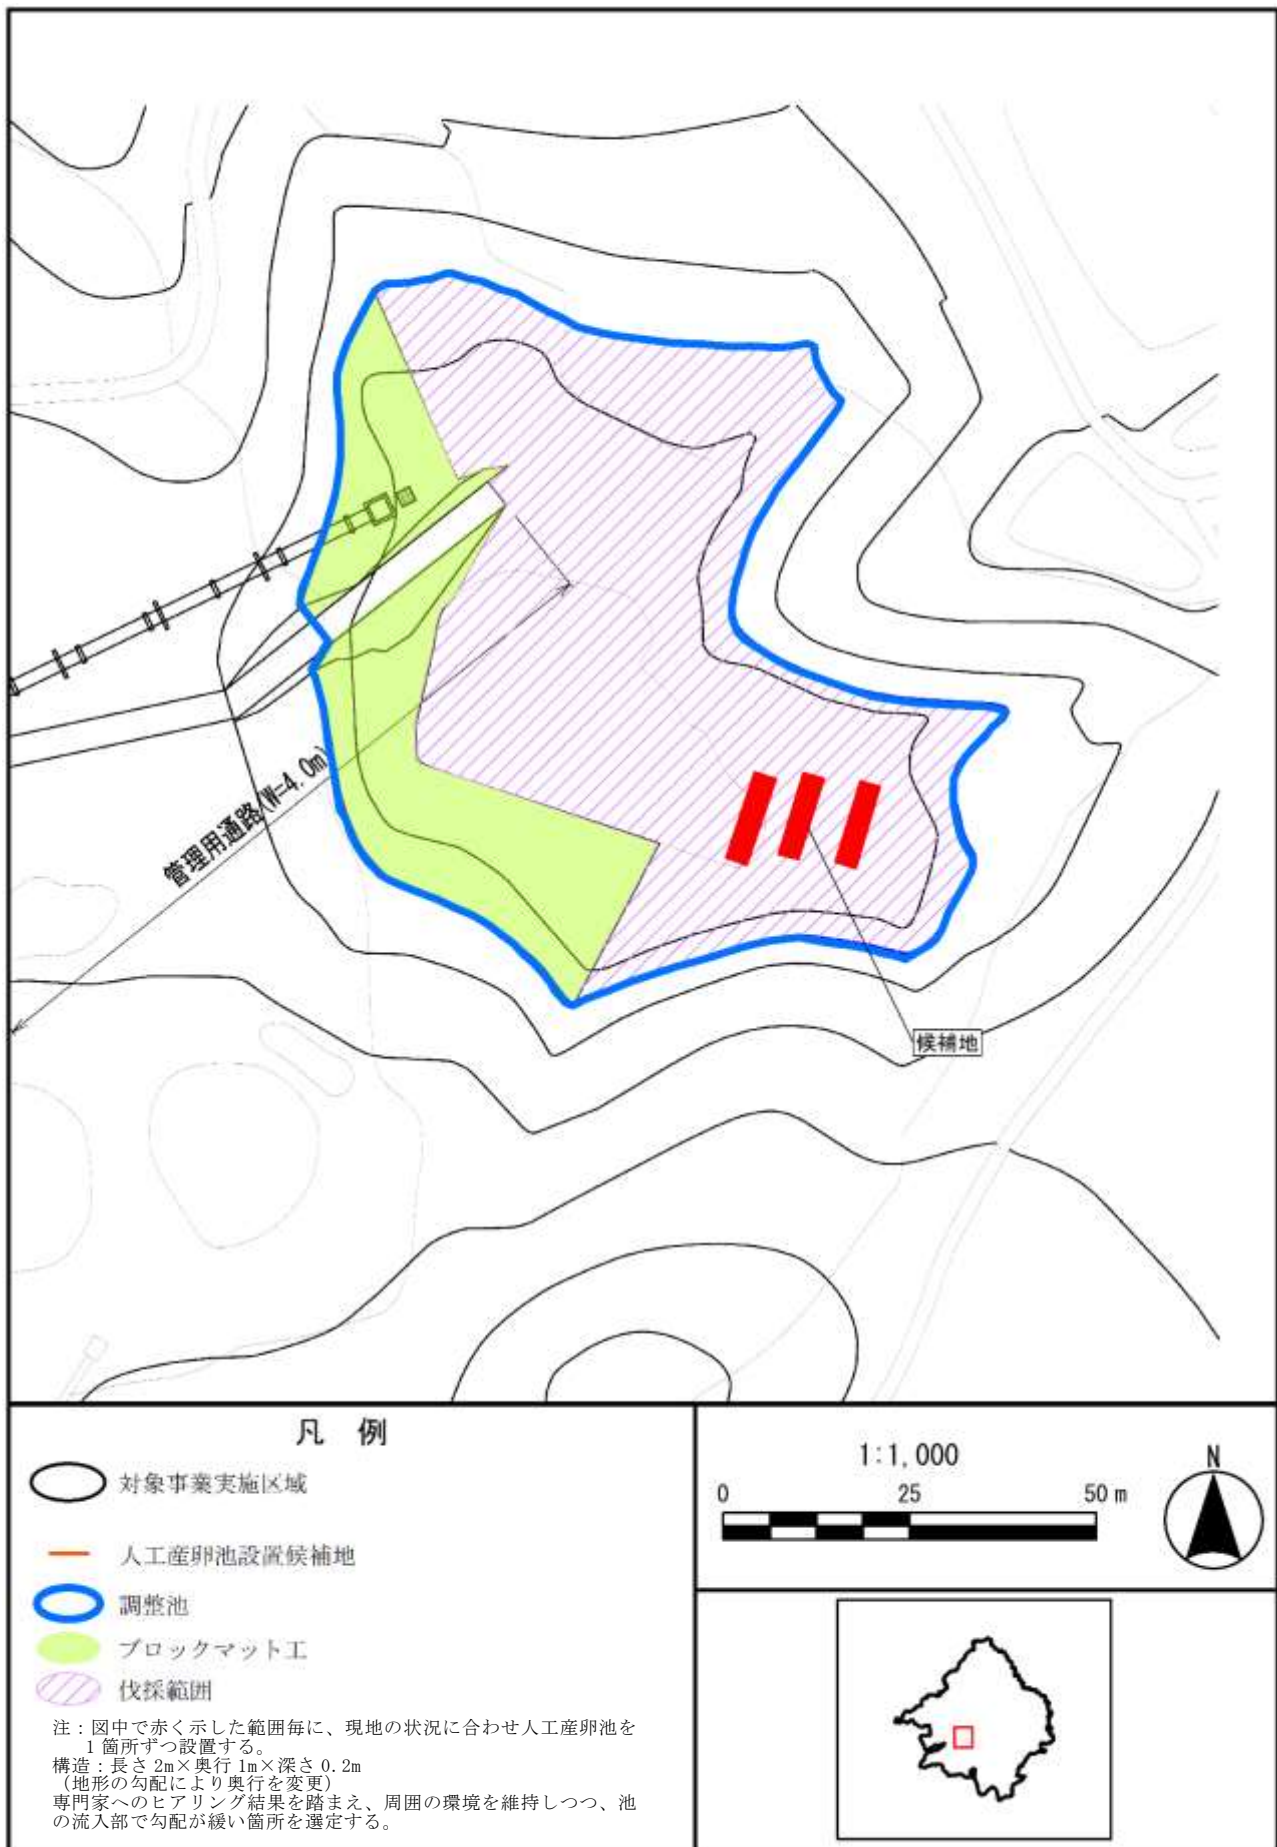 管理用通路(W=4.0m)
候補地
凡 例
対象事業実施区域
人工産卵池設置候補地
調整池
ブロックマット工
伐採範囲
注：図中で赤く示した範囲毎に、現地の状況に合わせ人工産卵池を
1 箇所ずつ設置する。
構造：長さ 2m×奥行 1m×深さ 0.2m
（地形の勾配により奥行を変更）
専門家へのヒアリング結果を踏まえ、周囲の環境を維持しつつ、池
の流入部で勾配が緩い箇所を選定する。
1:1,000
0 25 50 m
N